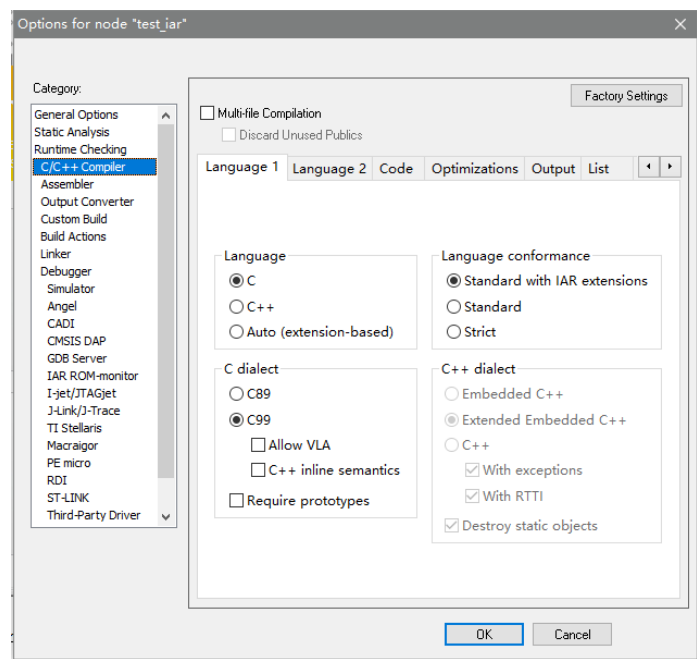 Options for node "test_iar"
Category:
General Options
Static Analysis
Runtime Checking
C/C++ Compiler
Assembler
Output Converter
Custom Build
Build Actions
Linker
Debugger
Simulator
Angel
CADI
CMSIS DAP
GDB Server
IAR ROM-monitor
I-jet/JTAGjet
J-Link/J-Trace
TI Stellaris
Macraigor
PE micro
RDI
ST-LINK
Third-Party Driver
Factory Settings
Multi-file Compilation
Discard Unused Publics
Language 1 Language 2 Code Optimizations Output List
Language
C
C++
Auto (extension-based)
Language conformance
Standard with IAR extensions
Standard
Strict
C dialect
C89
C99
Allow VLA
C++ inline semantics
Require prototypes
C++ dialect
Embedded C++
Extended Embedded C++
C++
With exceptions
With RTTI
Destroy static objects
OK Cancel